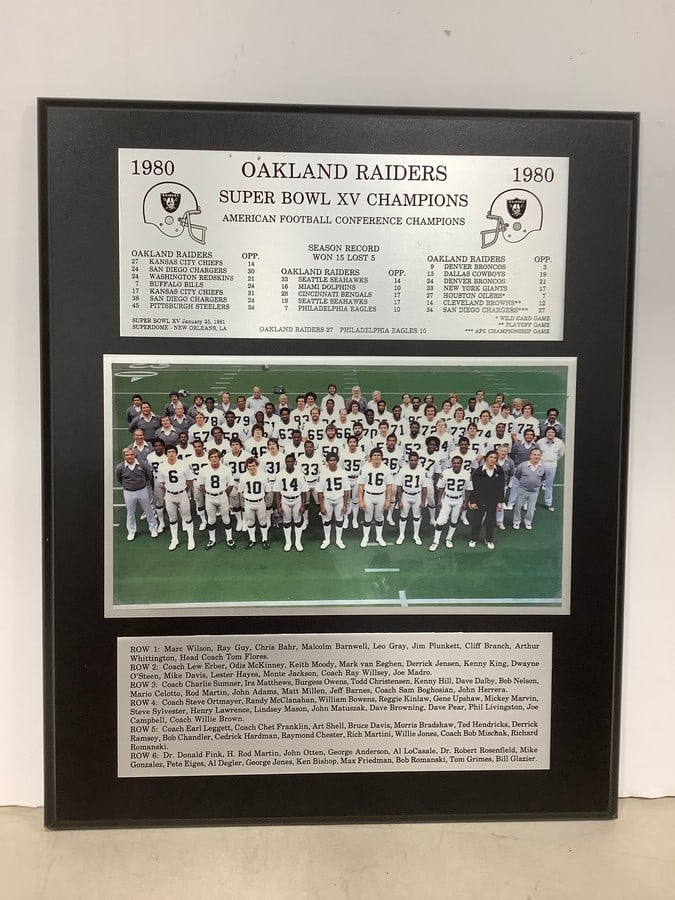 1980 OAKLAND RAIDERS 1980
SUPER BOWL XV CHAMPIONS
AMERICAN FOOTBALL CONFERENCE CHAMPIONS
SEASON RECORD
WON 15 LOST 5
OAKLAND RAIDERS OPP.
27 KANSAS CITY CHIEFS 14
24 SAN DIEGO CHARGERS 30
24 WASHINGTON REDSKINS 21
7 BUFFALO BILLS 24
17 KANSAS CITY CHIEFS 31
38 SAN DIEGO CHARGERS 24
45 PITTSBURGH STEELERS 34
OAKLAND RAIDERS OPP.
33 SEATTLE SEAHAWKS 14
16 MIAMI DOLPHINS 10
28 CINCINNATI BENGALS 17
19 SEATTLE SEAHAWKS 17
7 PHILADELPHIA EAGLES 10
OAKLAND RAIDERS OPP.
9 DENVER BRONCOS 3
13 DALLAS COWBOYS 19
24 DENVER BRONCOS 21
33 NEW YORK GIANTS 17
27 HOUSTON OILERS* 7
14 CLEVELAND BROWNS** 12
34 SAN DIEGO CHARGERS*** 27
SUPER BOWL XV January 25, 1981
SUPERDOME - NEW ORLEANS, LA
OAKLAND RAIDERS 27 PHILADELPHIA EAGLES 10
* WILD CARD GAME
** PLAYOFF GAME
*** AFC CHAMPIONSHIP GAME
6 8 10 14 15 16 21 22
ROW 1: Marc Wilson, Ray Guy, Chris Bahr, Malcolm Barnwell, Leo Gray, Jim Plunkett, Cliff Branch, Arthur
Whittington, Head Coach Tom Flores.
ROW 2: Coach Lew Erber, Odis McKinney, Keith Moody, Mark van Eeghen, Derrick Jensen, Kenny King, Dwayne
O'Steen, Mike Davis, Lester Hayes, Monte Jackson, Coach Ray Willsey, Joe Madro.
ROW 3: Coach Charlie Sumner, Ira Matthews, Burgess Owens, Todd Christensen, Kenny Hill, Dave Dalby, Bob Nelson,
Mario Celotto, Rod Martin, John Adams, Matt Millen, Jeff Barnes, Coach Sam Boghosian, John Herrera.
ROW 4: Coach Steve Ortmayer, Randy McClanahan, William Bowens, Reggie Kinlaw, Gene Upshaw, Mickey Marvin,
Steve Sylvester, Henry Lawrence, Lindsey Mason, John Matuszak, Dave Browning, Dave Pear, Phil Livingston, Joe
Campbell, Coach Willie Brown.
ROW 5: Coach Earl Leggett, Coach Chet Franklin, Art Shell, Bruce Davis, Morris Bradshaw, Ted Hendricks, Derrick
Ramsey, Bob Chandler, Cedrick Hardman, Raymond Chester, Rich Martini, Willie Jones, Coach Bob Mischak, Richard
Romanski.
ROW 6: Dr. Donald Fink, H. Rod Martin, John Otten, George Anderson, Al LoCasale, Dr. Robert Rosenfield, Mike
Gonzalez, Pete Eiges, Al Degler, George Jones, Ken Bishop, Max Friedman, Bob Romanski, Tom Grimes, Bill Glazier.